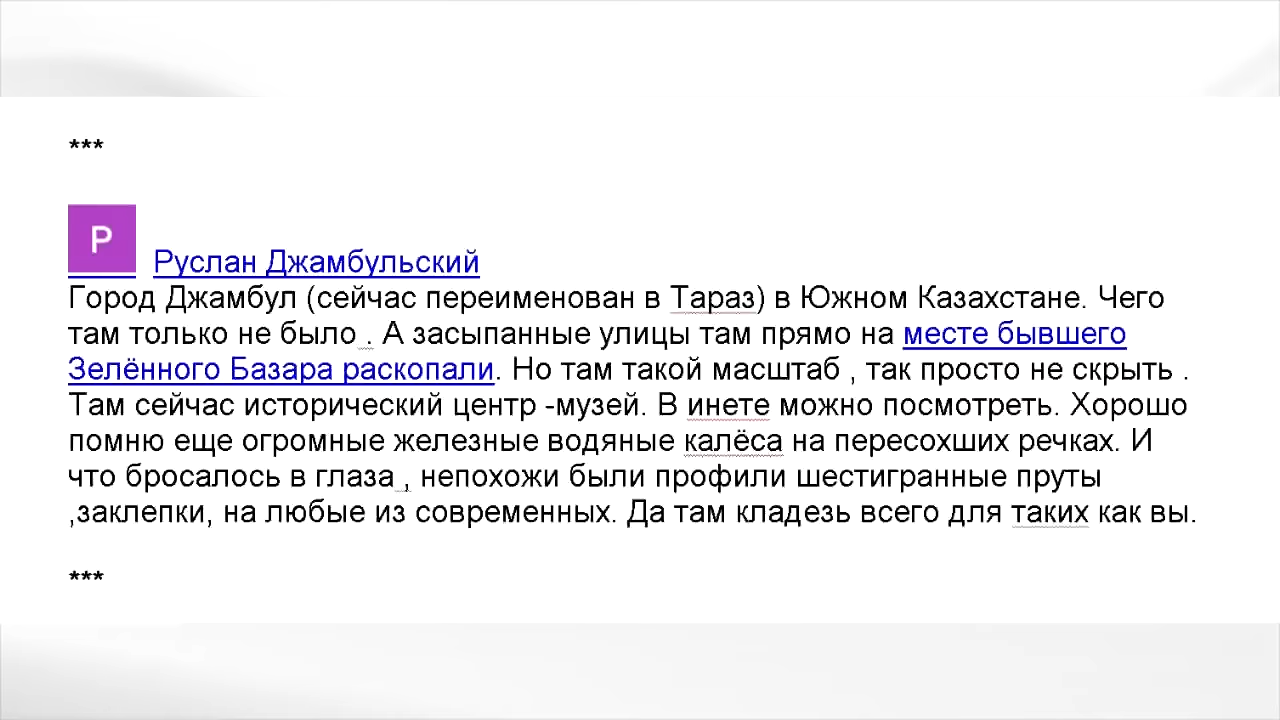 ***
Р
Руслан Джамбульский
Город Джамбул (сейчас переименован в Тараз) в Южном Казахстане. Чего
там только не было . А засыпанные улицы там прямо на месте бывшего
Зелёного Базара раскопали. Но там такой масштаб , так просто не скрыть .
Там сейчас исторический центр -музей. В инете можно посмотреть. Хорошо
помню еще огромные железные водяные калёса на пересохших речках. И
что бросалось в глаза , непохожи были профили шестигранные пруты
,заклепки, на любые из современных. Да там кладезь всего для таких как вы.
***